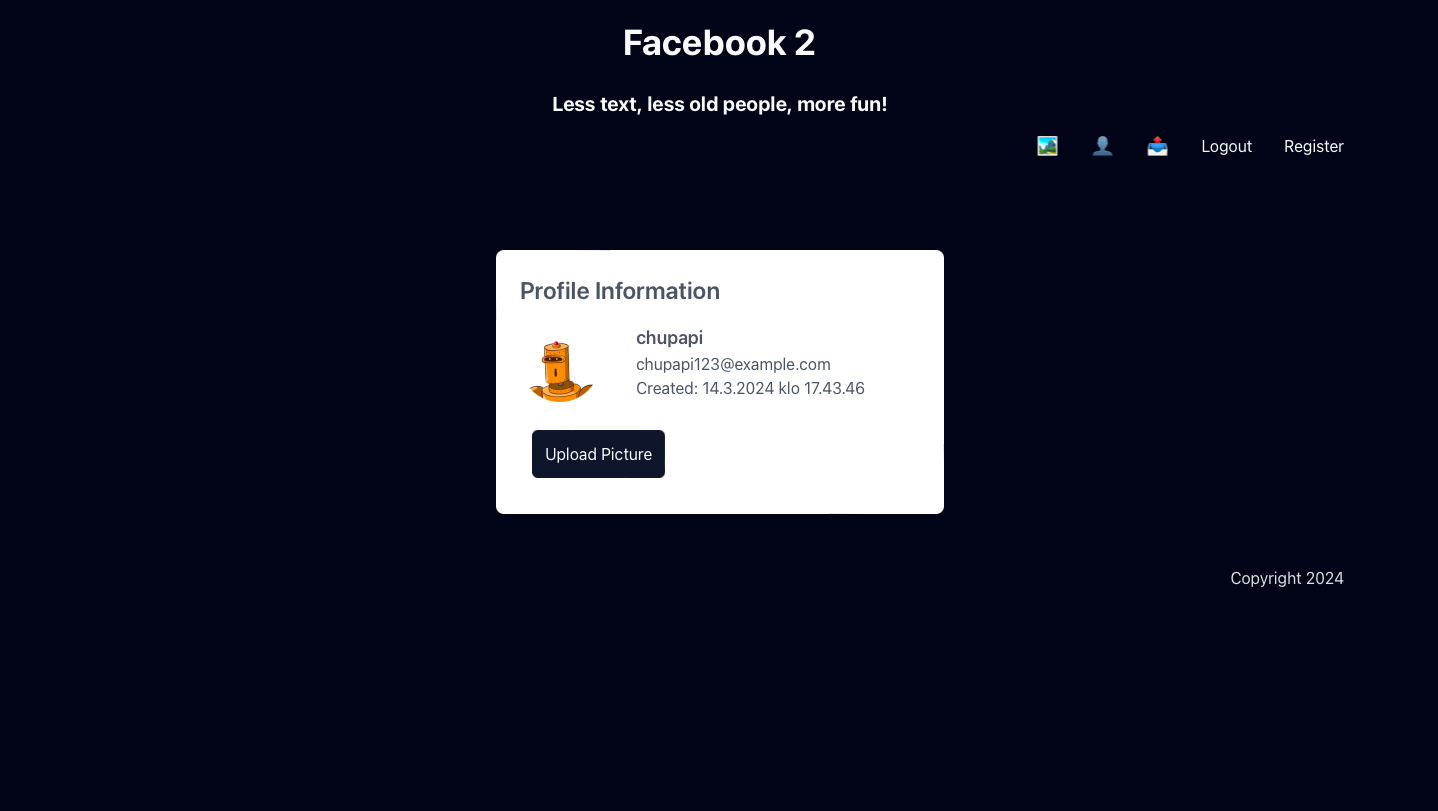 Facebook 2
Less text, less old people, more fun!
Logout Register
Profile Information
chupapi
chupapi123@example.com
Created: 14.3.2024 klo 17.43.46
Upload Picture
Copyright 2024